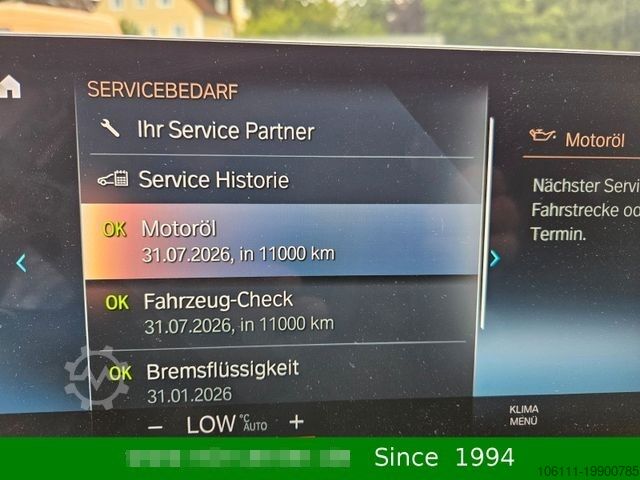 SERVICEBEDARF
Ihr Service Partner
Service Historie
OK Motoröl
31.07.2026, in 11000 km
OK Fahrzeug-Check
31.07.2026, in 11000 km
OK Bremsflüssigkeit
31.01.2026
− LOW °C AUTO +
KLIMA
MENÜ
Motoröl
Nächster Servi
Fahrstrecke od
Termin.
Since 1994
106111-19900785